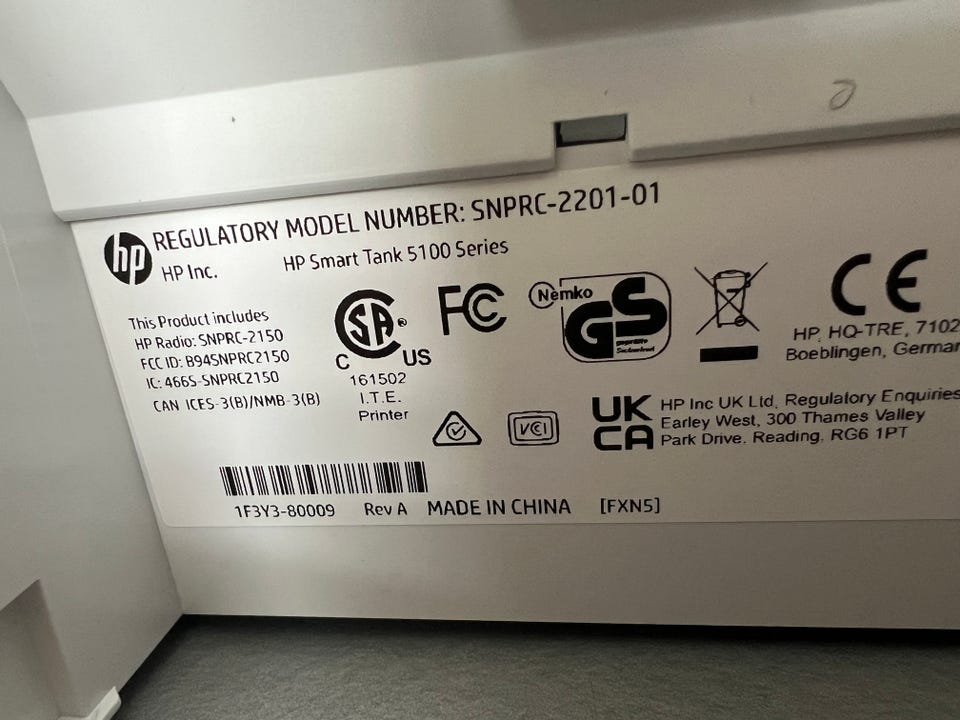 hp REGULATORY MODEL NUMBER: SNPRC-2201-01
HP Inc. HP Smart Tank 5100 Series
This Product includes
HP Radio: SNPRC-2150
FCC ID: B94SNPRC2150
IC: 466S-SNPRC2150
CAN ICES-3(B)/NMB-3(B)
CSA
C US
161502
I.T.E.
Printer
FC
Nemko
GS
CE
HP, HQ-TRE, 7102
Boeblingen, German
VCI
UK
CA
HP Inc UK Ltd, Regulatory Enquiries
Earley West, 300 Thames Valley
Park Drive, Reading, RG6 1PT
1F3Y3-80009 Rev A MADE IN CHINA [FXN5]